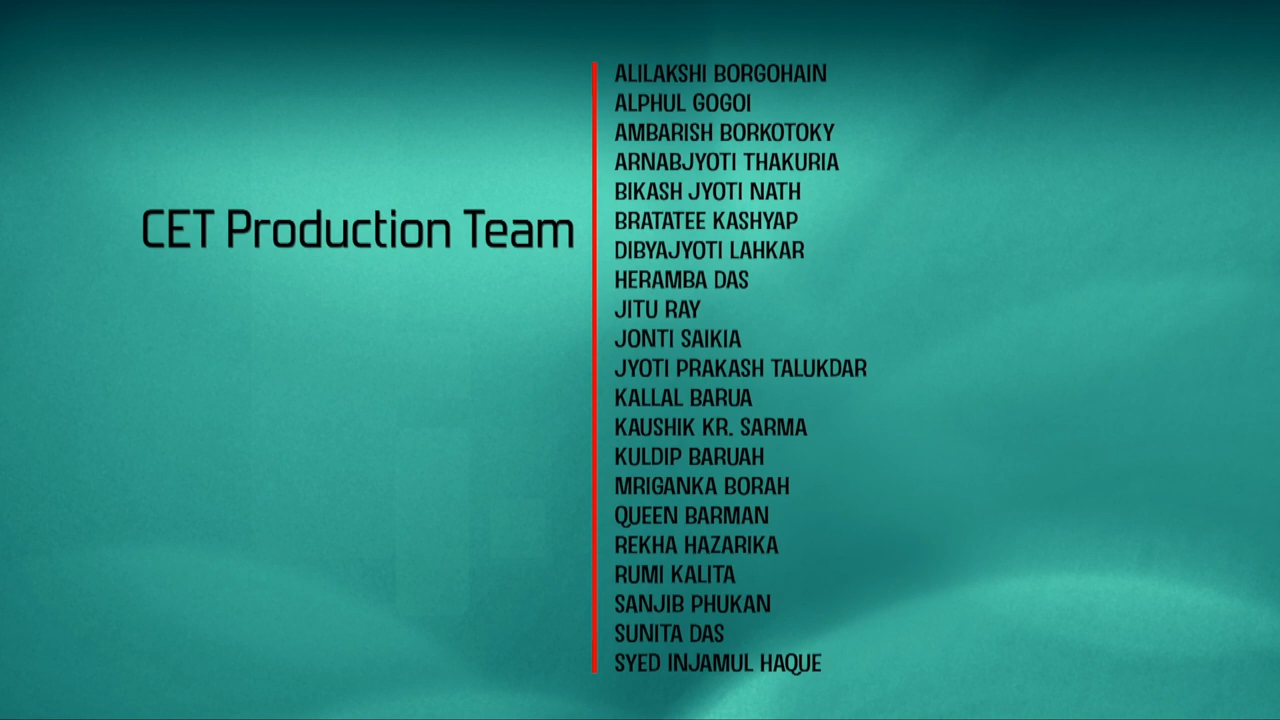 CET Production Team
ALILAKSHI BORGOHAIN
ALPHUL GOGOI
AMBARISH BORKOTOKY
ARNABJYOTI THAKURIA
BIKASH JYOTI NATH
BRATATEE KASHYAP
DIBYAJYOTI LAHKAR
HERAMBA DAS
JITU RAY
JONTI SAIKIA
JYOTI PRAKASH TALUKDAR
KALLAL BARUA
KAUSHIK KR. SARMA
KULDIP BARUAH
MRIGANKA BORAH
QUEEN BARMAN
REKHA HAZARIKA
RUMI KALITA
SANJIB PHUKAN
SUNITA DAS
SYED INJAMUL HAQUE